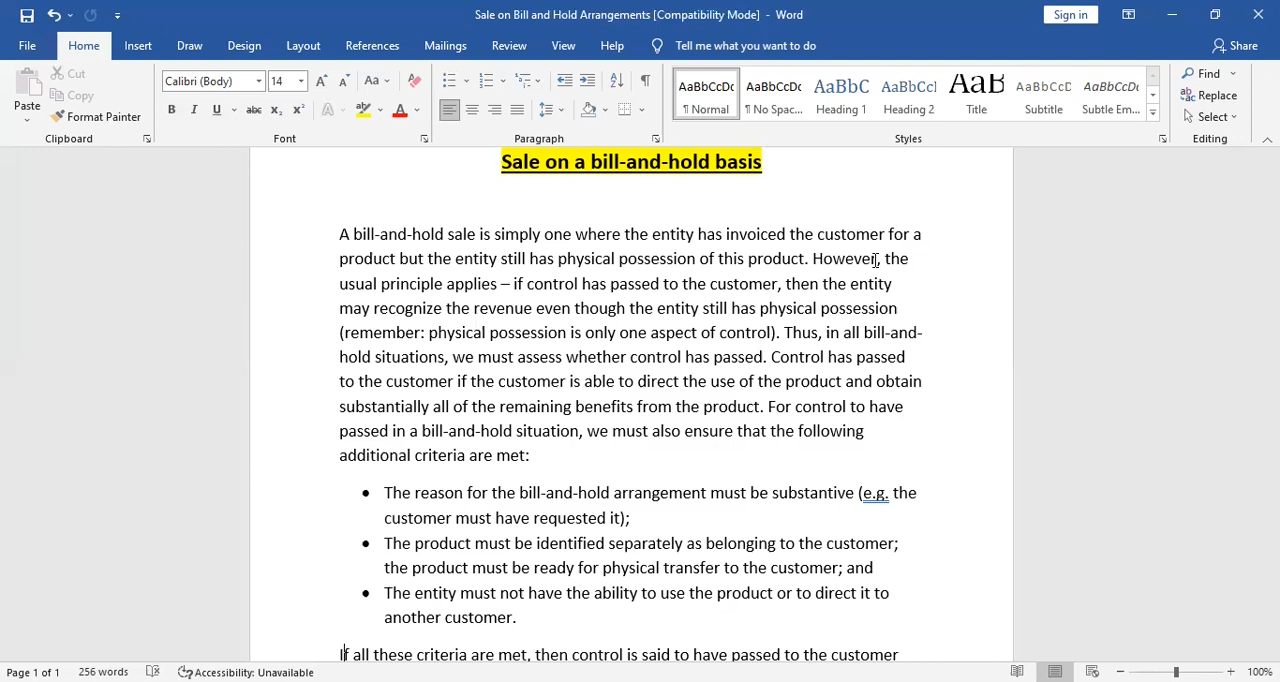 Sale on Bill and Hold Arrangements [Compatibility Mode] - Word
Sign in
File Home Insert Draw Design Layout References Mailings Review View Help Tell me what you want to do Share
Paste
Cut
Copy
Format Painter
Clipboard
Calibri (Body) 14
Font
Paragraph
AaBbCcDc AaBbCcDc AaBbC AaBbCcl AaB AaBbCcD AaBbCcDt
¶ Normal ¶ No Spac... Heading 1 Heading 2 Title Subtitle Subtle Em...
Styles
Find
Replace
Select
Editing
Sale on a bill-and-hold basis
A bill-and-hold sale is simply one where the entity has invoiced the customer for a
product but the entity still has physical possession of this product. However, the
usual principle applies – if control has passed to the customer, then the entity
may recognize the revenue even though the entity still has physical possession
(remember: physical possession is only one aspect of control). Thus, in all bill-and-
hold situations, we must assess whether control has passed. Control has passed
to the customer if the customer is able to direct the use of the product and obtain
substantially all of the remaining benefits from the product. For control to have
passed in a bill-and-hold situation, we must also ensure that the following
additional criteria are met:
• The reason for the bill-and-hold arrangement must be substantive (e.g. the
customer must have requested it);
• The product must be identified separately as belonging to the customer;
the product must be ready for physical transfer to the customer; and
• The entity must not have the ability to use the product or to direct it to
another customer.
If all these criteria are met, then control is said to have passed to the customer
Page 1 of 1 256 words Accessibility: Unavailable 100%